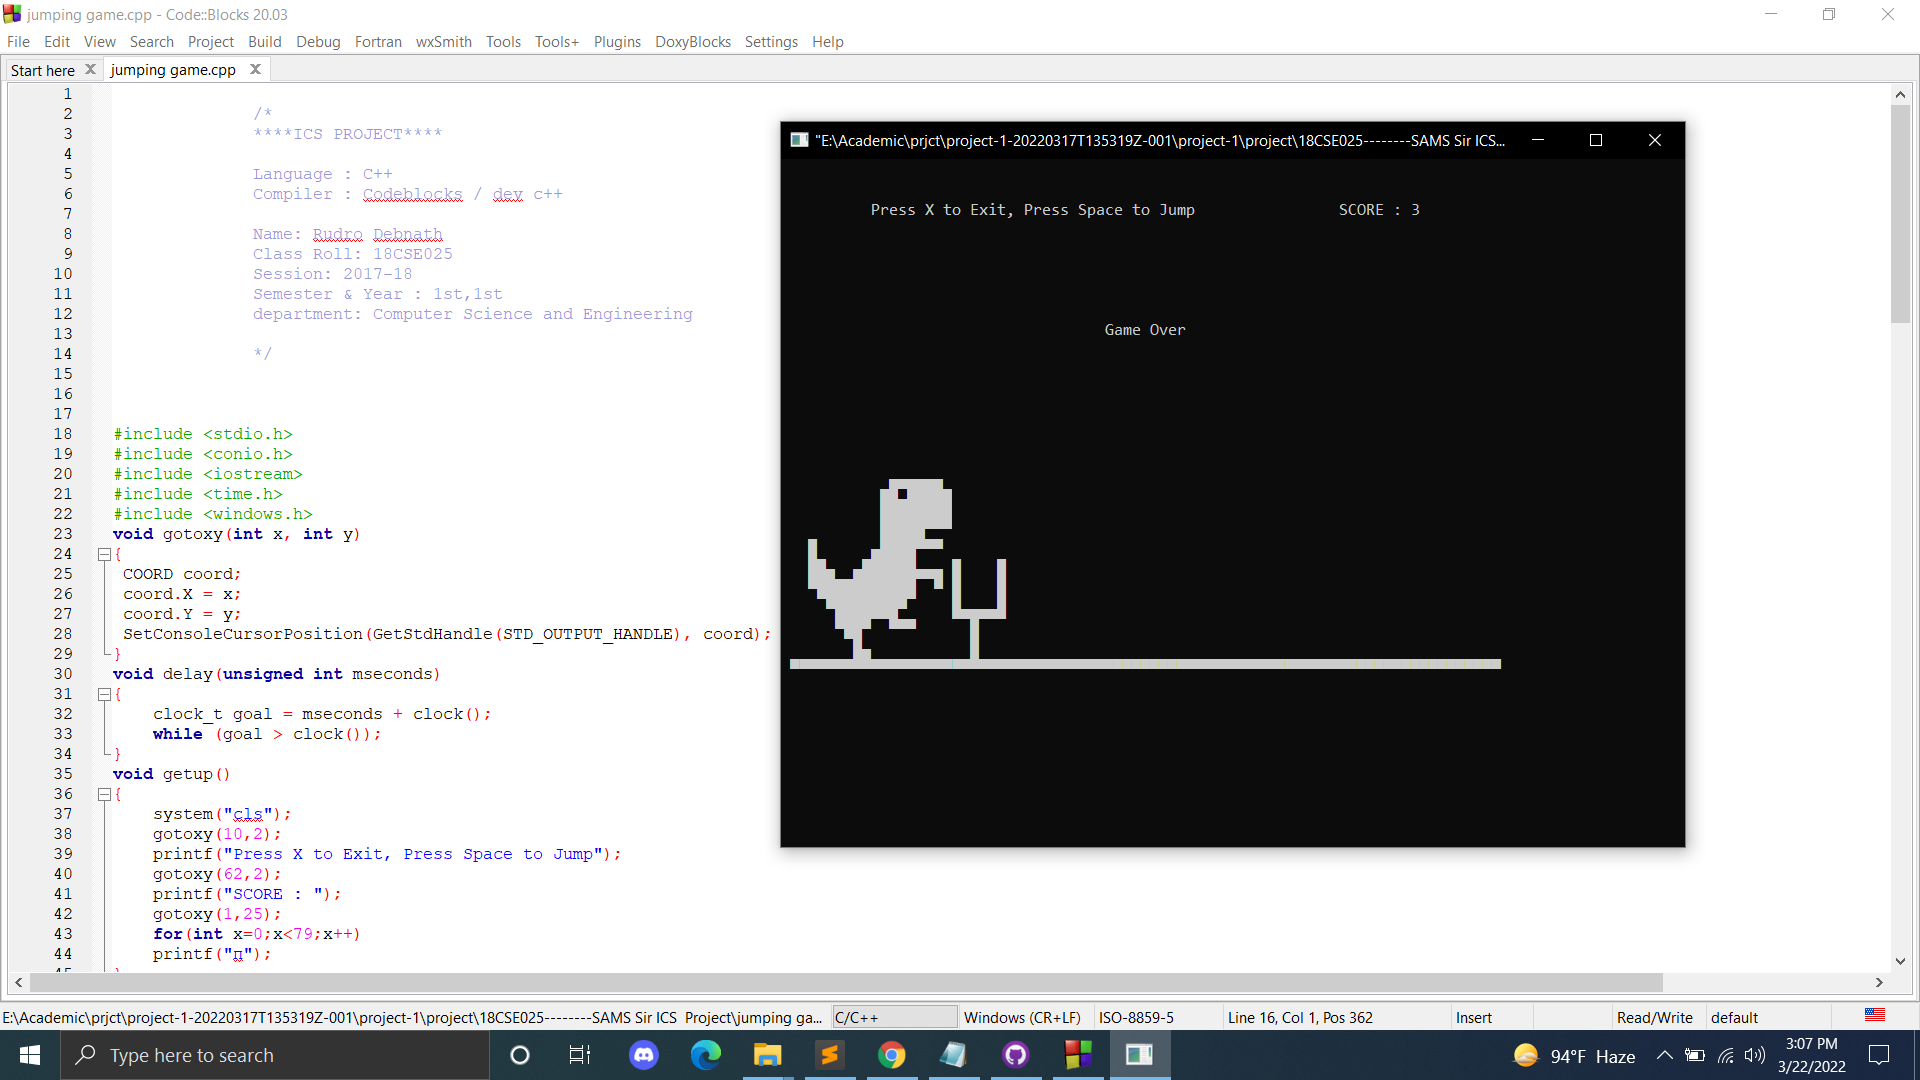 jumping game.cpp - Code::Blocks 20.03
File Edit View Search Project Build Debug Fortran wxSmith Tools Tools+ Plugins DoxyBlocks Settings Help
Start here jumping game.cpp
1
2 /*
3 ****ICS PROJECT****
4
5 Language : C++
6 Compiler : Codeblocks / dev c++
7
8 Name: Rudro Debnath
9 Class Roll: 18CSE025
10 Session: 2017-18
11 Semester & Year : 1st,1st
12 department: Computer Science and Engineering
13
14 */
15
16
17
18 #include <stdio.h>
19 #include <conio.h>
20 #include <iostream>
21 #include <time.h>
22 #include <windows.h>
23 void gotoxy(int x, int y)
24 {
25 COORD coord;
26 coord.X = x;
27 coord.Y = y;
28 SetConsoleCursorPosition(GetStdHandle(STD_OUTPUT_HANDLE), coord);
29 }
30 void delay(unsigned int mseconds)
31 {
32 clock_t goal = mseconds + clock();
33 while (goal > clock());
34 }
35 void getup()
36 {
37 system("cls");
38 gotoxy(10,2);
39 printf("Press X to Exit, Press Space to Jump");
40 gotoxy(62,2);
41 printf("SCORE : ");
42 gotoxy(1,25);
43 for(int x=0;x<79;x++)
44 printf("п");
"E:\Academic\prjct\project-1-20220317T135319Z-001\project-1\project\18CSE025--------SAMS Sir ICS...
Press X to Exit, Press Space to Jump SCORE : 3
Game Over
E:\Academic\prjct\project-1-20220317T135319Z-001\project-1\project\18CSE025--------SAMS Sir ICS Project\jumping ga... C/C++ Windows (CR+LF) ISO-8859-5 Line 16, Col 1, Pos 362 Insert Read/Write default
Type here to search
94°F Haze
3:07 PM
3/22/2022